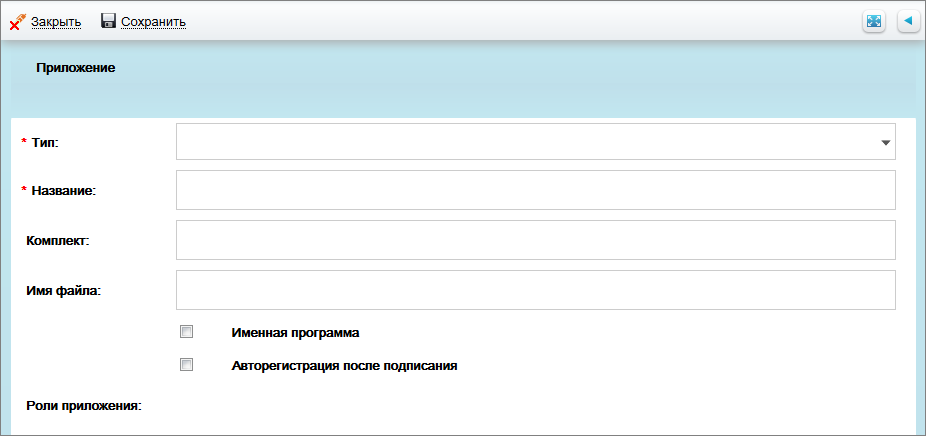 Закрыть Сохранить
Приложение
* Тип:
* Название:
Комплект:
Имя файла:
Именная программа
Авторегистрация после подписания
Роли приложения: